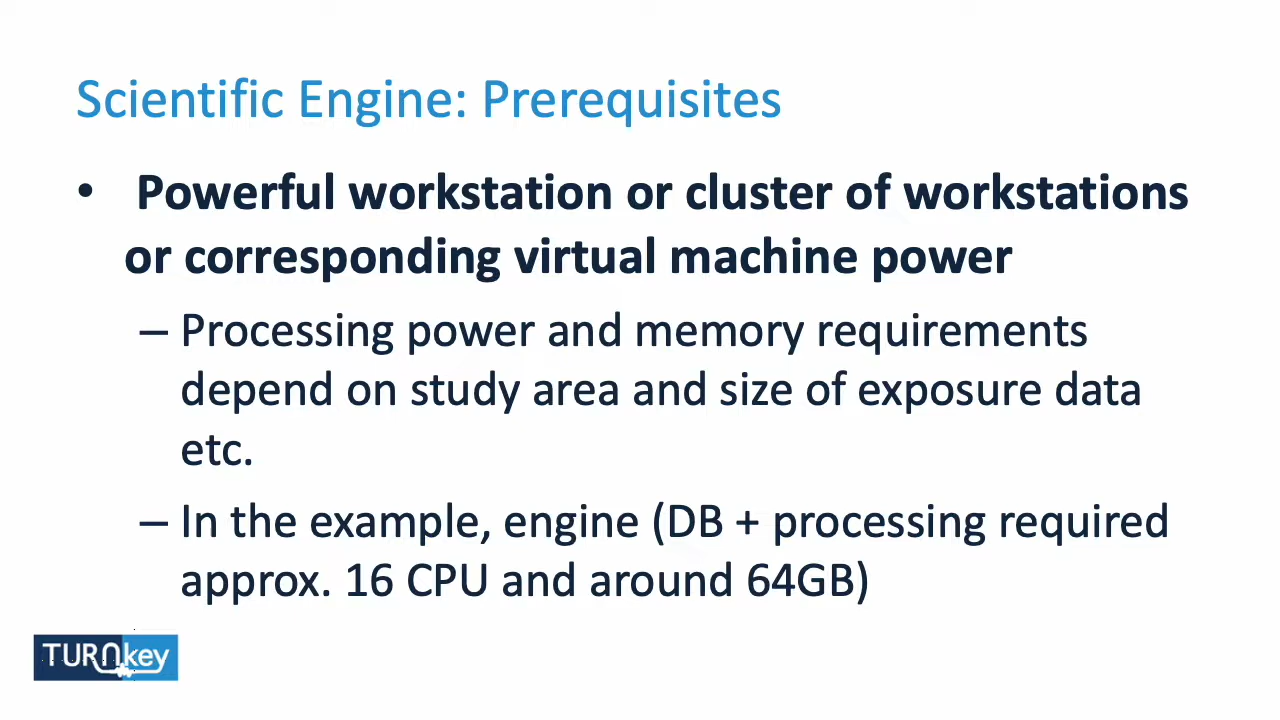 Scientific Engine: Prerequisites
• Powerful workstation or cluster of workstations
or corresponding virtual machine power
– Processing power and memory requirements
depend on study area and size of exposure data
etc.
– In the example, engine (DB + processing required
approx. 16 CPU and around 64GB)
TURNkey